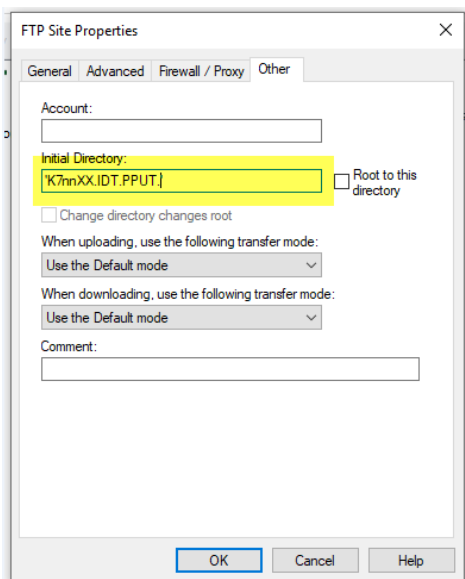 FTP Site Properties
General Advanced Firewall / Proxy Other
Account:
Initial Directory:
'K7nnXX.IDT.PPUT.
Root to this
directory
Change directory changes root
When uploading, use the following transfer mode:
Use the Default mode
When downloading, use the following transfer mode:
Use the Default mode
Comment:
OK Cancel Help